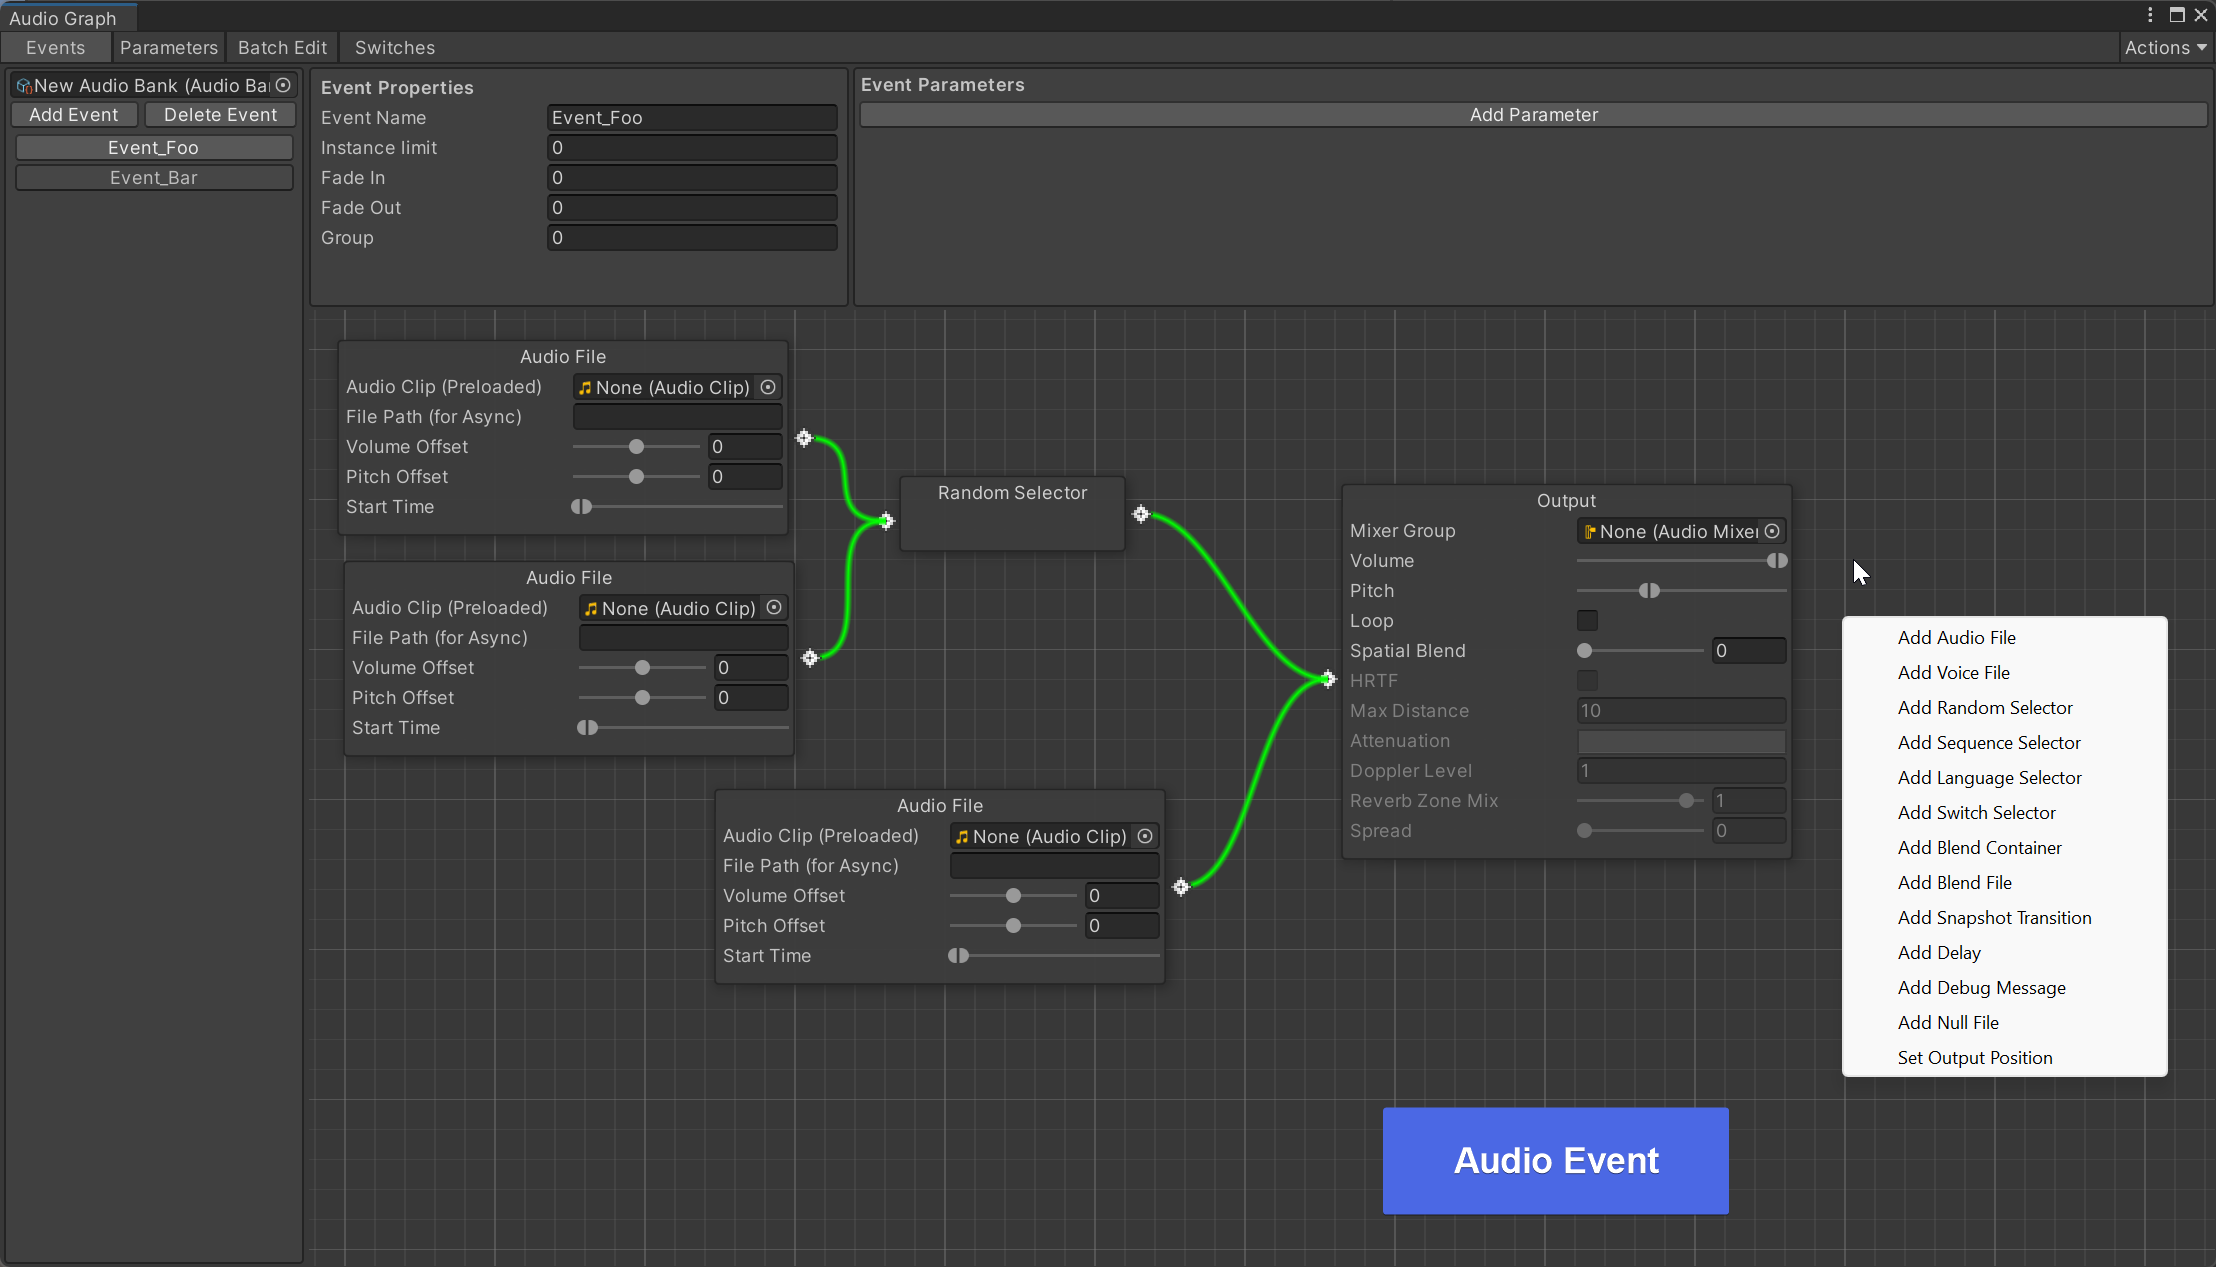 Audio Graph
Events
Parameters
Batch Edit
Switches
Actions
New Audio Bank (Audio Ba
Add Event
Delete Event
Event_Foo
Event_Bar
Event Properties
Event Name
Event_Foo
Instance limit
0
Fade In
0
Fade Out
0
Group
0
Event Parameters
Add Parameter
Audio File
Audio Clip (Preloaded)
None (Audio Clip)
File Path (for Async)
Volume Offset
0
Pitch Offset
0
Start Time
Audio File
Audio Clip (Preloaded)
None (Audio Clip)
File Path (for Async)
Volume Offset
0
Pitch Offset
0
Start Time
Audio File
Audio Clip (Preloaded)
None (Audio Clip)
File Path (for Async)
Volume Offset
0
Pitch Offset
0
Start Time
Random Selector
Output
Mixer Group
None (Audio Mixer
Volume
Pitch
Loop
Spatial Blend
0
HRTF
Max Distance
10
Attenuation
Doppler Level
1
Reverb Zone Mix
1
Spread
0
Add Audio File
Add Voice File
Add Random Selector
Add Sequence Selector
Add Language Selector
Add Switch Selector
Add Blend Container
Add Blend File
Add Snapshot Transition
Add Delay
Add Debug Message
Add Null File
Set Output Position
Audio Event